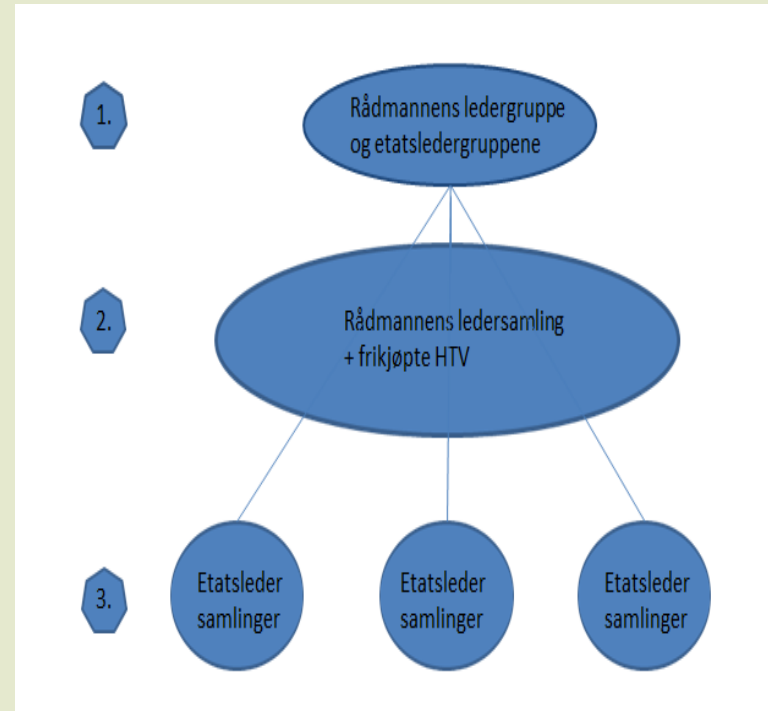 1.
Rådmannens ledergruppe
og etatsledergruppene
2.
Rådmannens ledersamling
+ frikjøpte HTV
3.
Etatsleder
samlinger
Etatsleder
samlinger
Etatsleder
samlinger